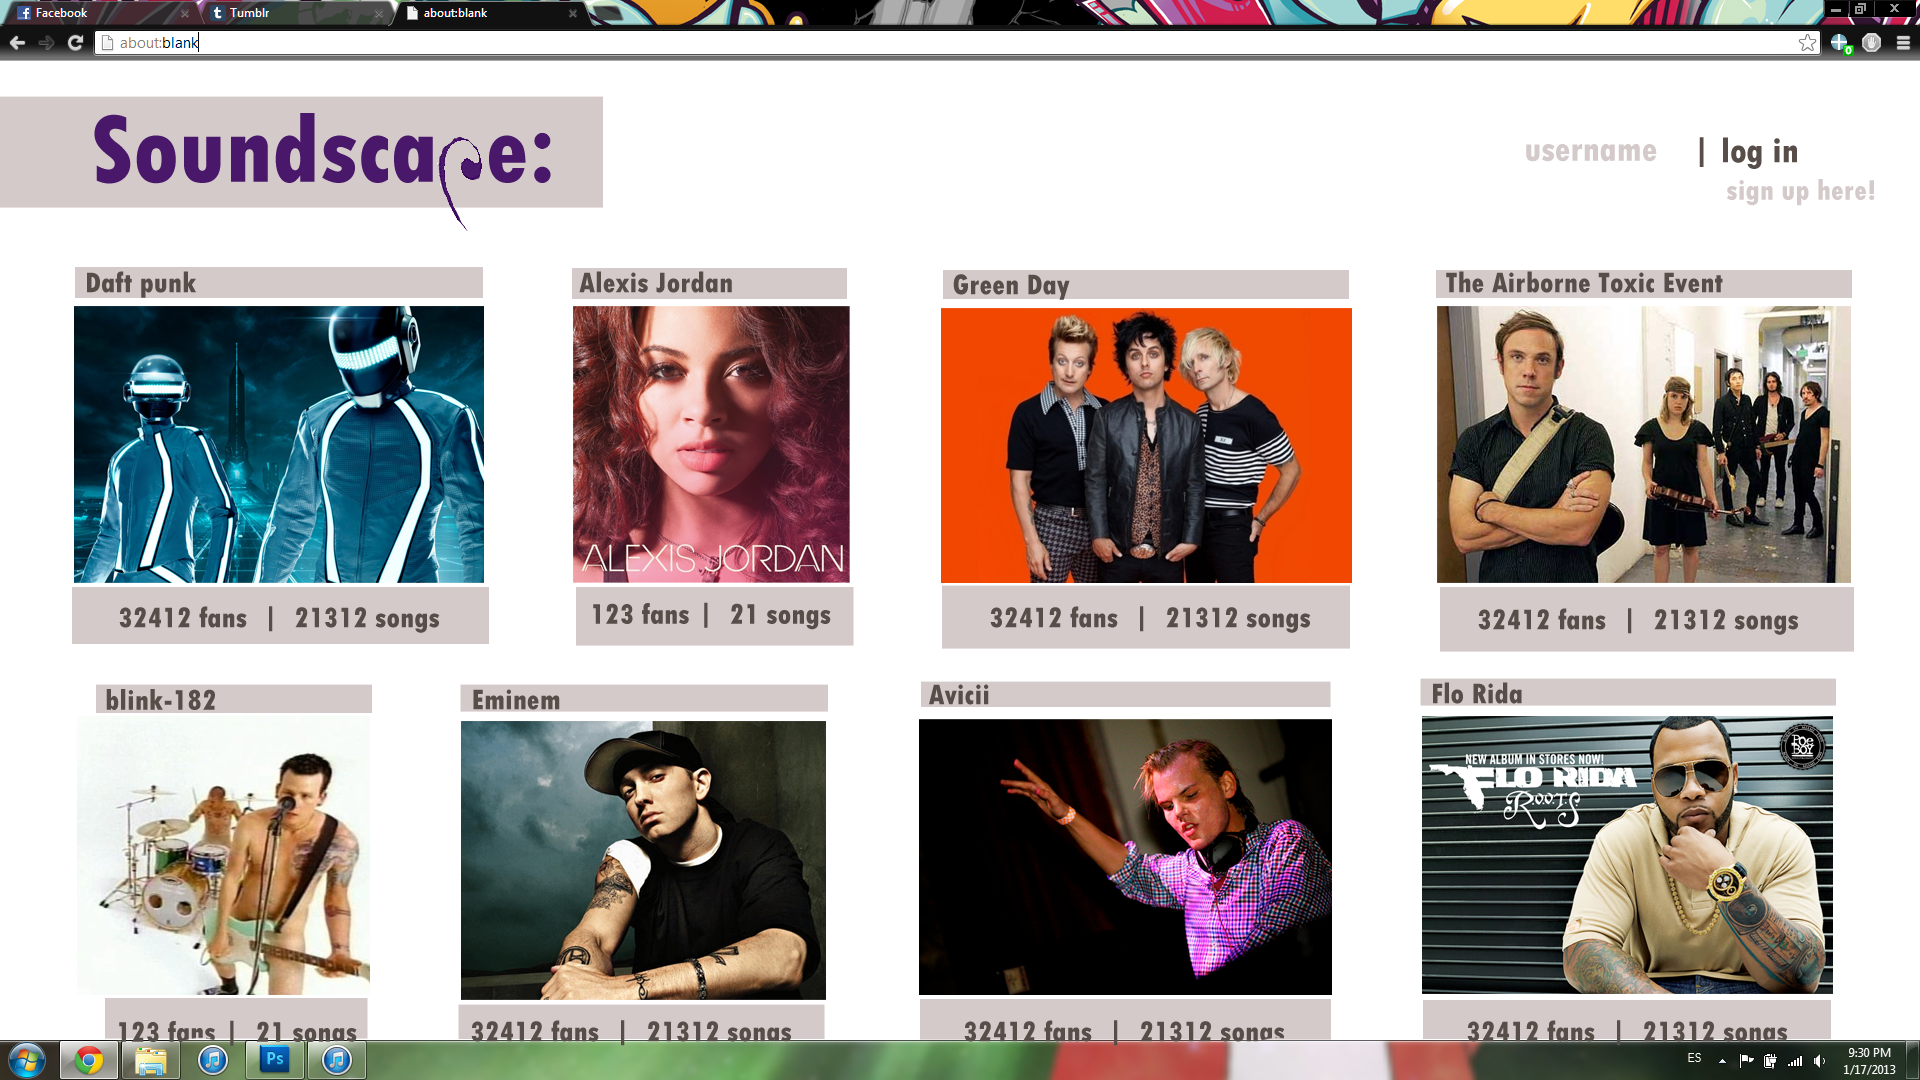 Facebook
Tumblr
about:blank
about:blank
0
Soundscape:
username | log in
sign up here!
Daft punk
Alexis Jordan
Green Day
The Airborne Toxic Event
ALEXIS JORDAN
32412 fans | 21312 songs
123 fans | 21 songs
32412 fans | 21312 songs
32412 fans | 21312 songs
blink-182
Eminem
Avicii
Flo Rida
NEW ALBUM IN STORES NOW!
FLO RIDA
R.O.O.T.S
POE BOY
123 fans | 21 songs
32412 fans | 21312 songs
32412 fans | 21312 songs
32412 fans | 21312 songs
Ps
ES
9:30 PM
1/17/2013